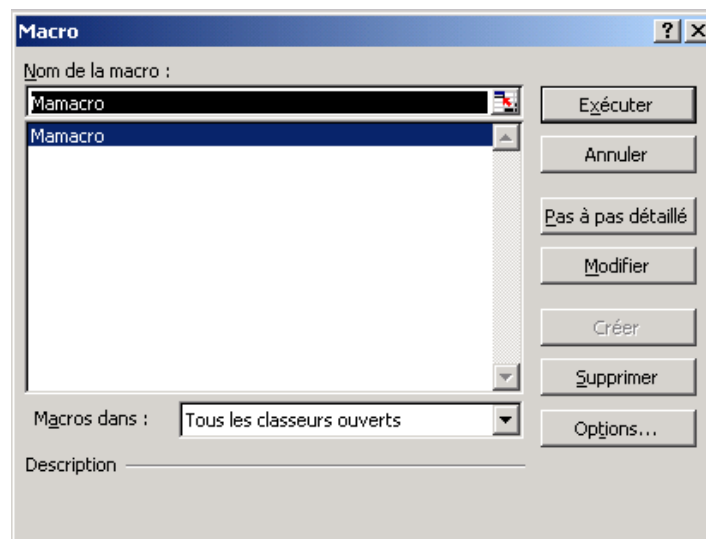 Macro
Nom de la macro :
Mamacro
Mamacro
Exécuter
Annuler
Pas à pas détaillé
Modifier
Créer
Supprimer
Macros dans :
Tous les classeurs ouverts
Options...
Description